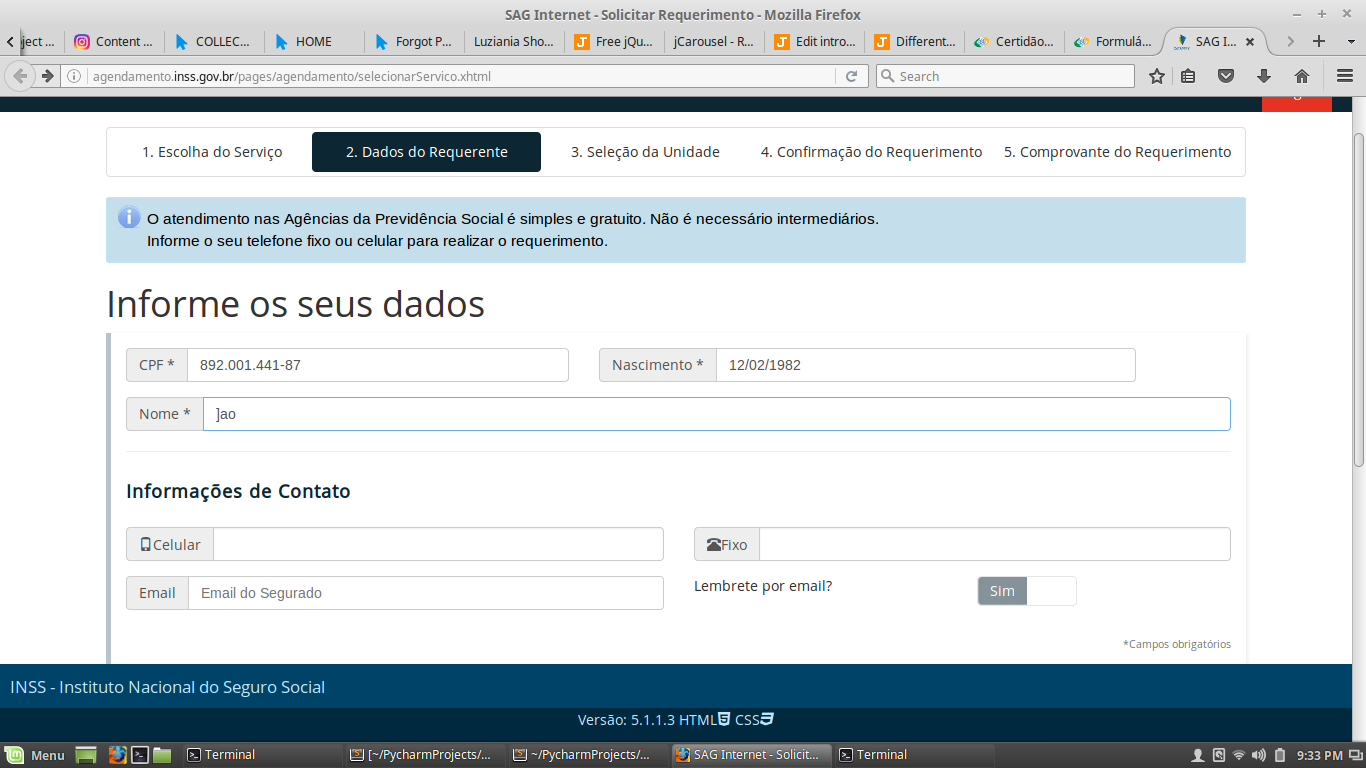 SAG Internet - Solicitar Requerimento - Mozilla Firefox
ject ...
Content ...
COLLEC...
HOME
Forgot P...
Luziania Sho...
Free jQu...
jCarousel - R...
Edit intro...
Different...
Certidão...
Formulá...
SAG I...
agendamento.inss.gov.br/pages/agendamento/selecionarServico.xhtml
Search
1. Escolha do Serviço
2. Dados do Requerente
3. Seleção da Unidade
4. Confirmação do Requerimento
5. Comprovante do Requerimento
O atendimento nas Agências da Previdência Social é simples e gratuito. Não é necessário intermediários.
Informe o seu telefone fixo ou celular para realizar o requerimento.
Informe os seus dados
CPF *
892.001.441-87
Nascimento *
12/02/1982
Nome *
]ao
Informações de Contato
Celular
Fixo
Email
Email do Segurado
Lembrete por email?
Sim
*Campos obrigatórios
INSS - Instituto Nacional do Seguro Social
Versão: 5.1.1.3 HTML CSS
Menu
Terminal
[~/PycharmProjects/...
~/PycharmProjects/...
SAG Internet - Solicit...
Terminal
9:33 PM